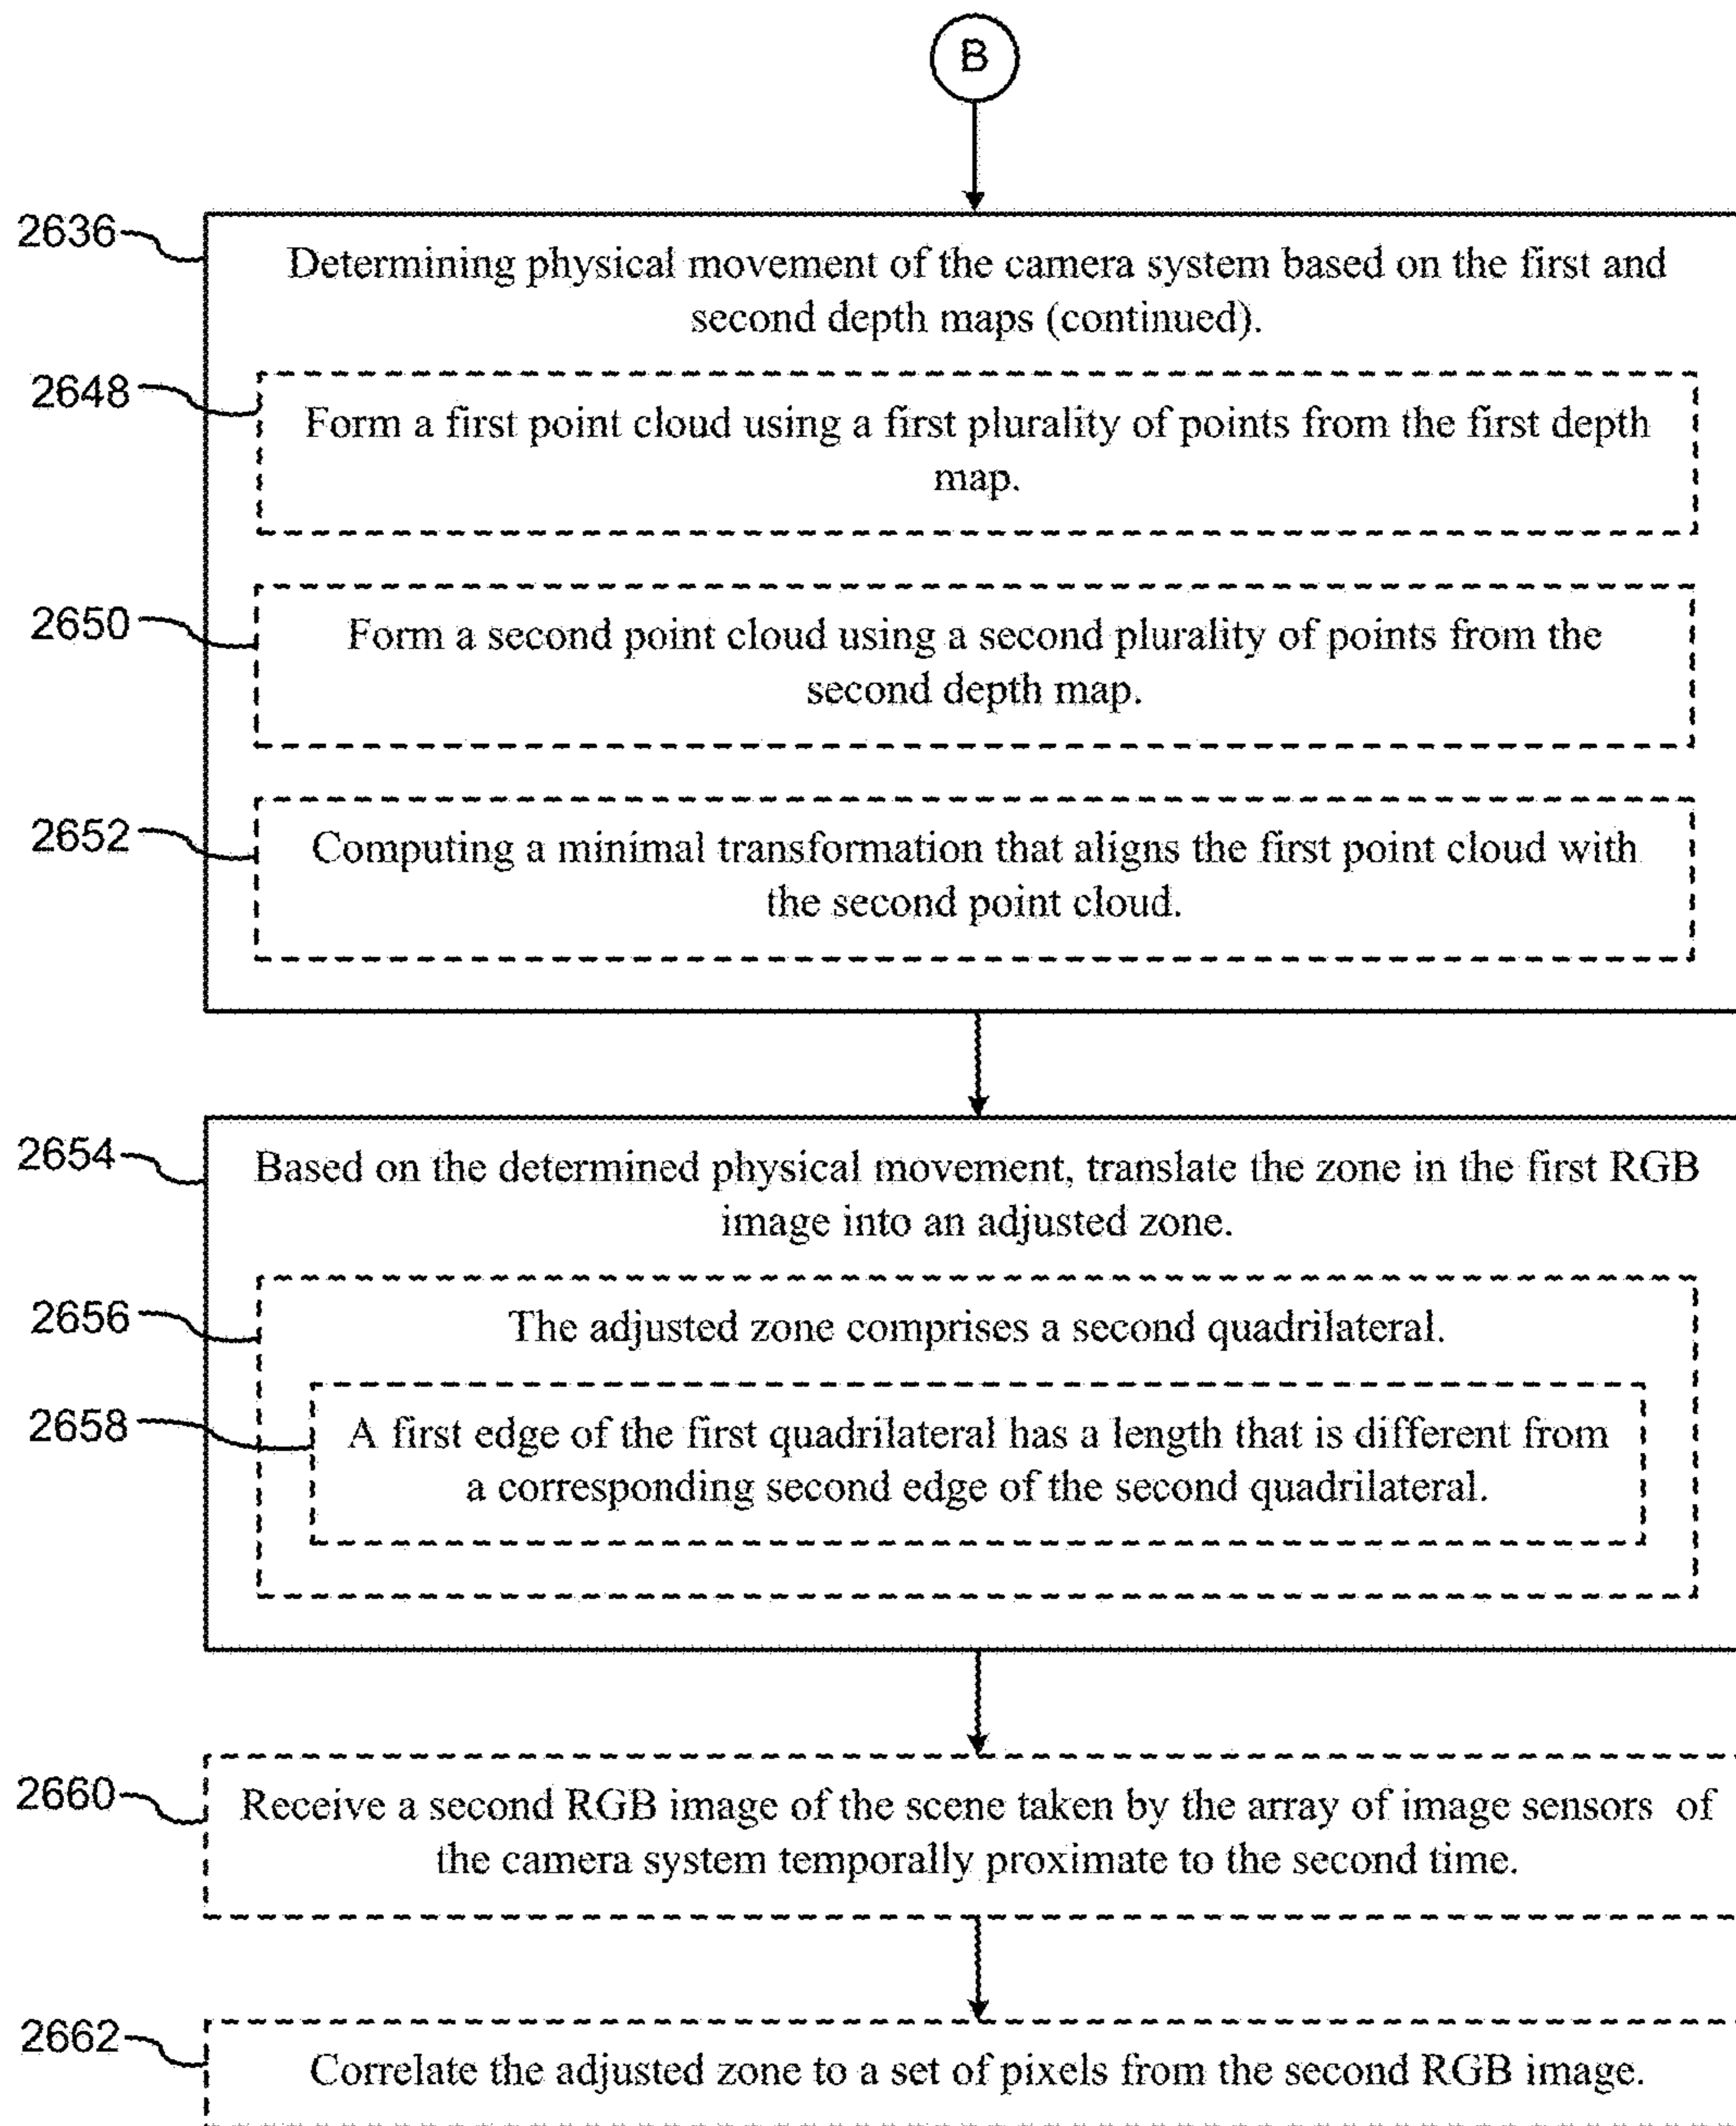 B
2636
Determining physical movement of the camera system based on the first and
second depth maps (continued).
2648
Form a first point cloud using a first plurality of points from the first depth
map.
2650
Form a second point cloud using a second plurality of points from the
second depth map.
2652
Computing a minimal transformation that aligns the first point cloud with
the second point cloud.
2654
Based on the determined physical movement, translate the zone in the first RGB
image into an adjusted zone.
2656
The adjusted zone comprises a second quadrilateral.
2658
A first edge of the first quadrilateral has a length that is different from
a corresponding second edge of the second quadrilateral.
2660
Receive a second RGB image of the scene taken by the array of image sensors of
the camera system temporally proximate to the second time.
2662
Correlate the adjusted zone to a set of pixels from the second RGB image.